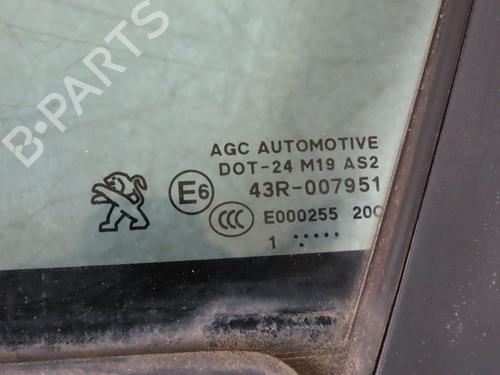 B-PARTS
AGC AUTOMOTIVE
DOT-24 M19 AS2
E6 43R-007951
CCC E000255 20C
1 .....